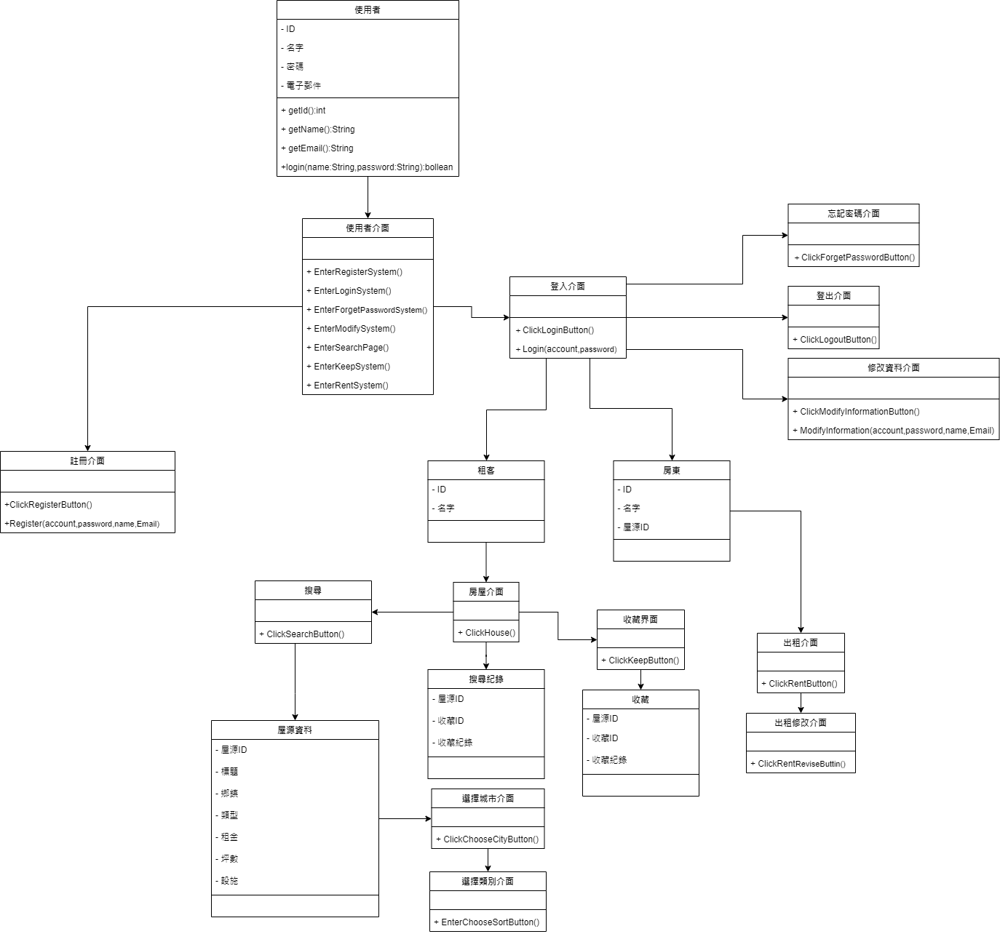 使用者
- ID
- 名字
- 密碼
- 電子郵件
+ getId():int
+ getName():String
+ getEmail():String
+login(name:String,password:String):bollean
使用者介面
+ EnterRegisterSystem()
+ EnterLoginSystem()
+ EnterForgetPasswordSystem()
+ EnterModifySystem()
+ EnterSearchPage()
+ EnterKeepSystem()
+ EnterRentSystem()
登入介面
+ ClickLoginButton()
+ Login(account,password)
忘記密碼介面
+ ClickForgetPasswordButton()
登出介面
+ ClickLogoutButton()
修改資料介面
+ ClickModifyInformationButton()
+ ModifyInformation(account,password,name,Email)
註冊介面
+ClickRegisterButton()
+Register(account,password,name,Email)
租客
- ID
- 名字
房東
- ID
- 名字
- 屋源ID
搜尋
+ ClickSearchButton()
房屋介面
+ ClickHouse()
收藏界面
+ ClickKeepButton()
出租介面
+ ClickRentButton()
搜尋紀錄
- 屋源ID
- 收藏ID
- 收藏紀錄
收藏
- 屋源ID
- 收藏ID
- 收藏紀錄
出租修改介面
+ ClickRentReviseButtin()
屋源資料
- 屋源ID
- 標題
- 鄉鎮
- 類型
- 租金
- 坪數
- 設施
選擇城市介面
+ ClickChooseCityButton()
選擇類別介面
+ EnterChooseSortButton()